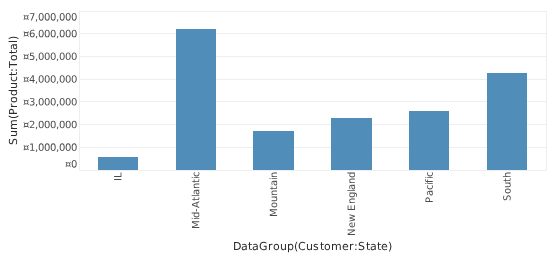 Sum(Product:Total)
¤7,000,000
¤6,000,000
¤5,000,000
¤4,000,000
¤3,000,000
¤2,000,000
¤1,000,000
¤0
IL
Mid-Atlantic
Mountain
New England
Pacific
South
DataGroup(Customer:State)